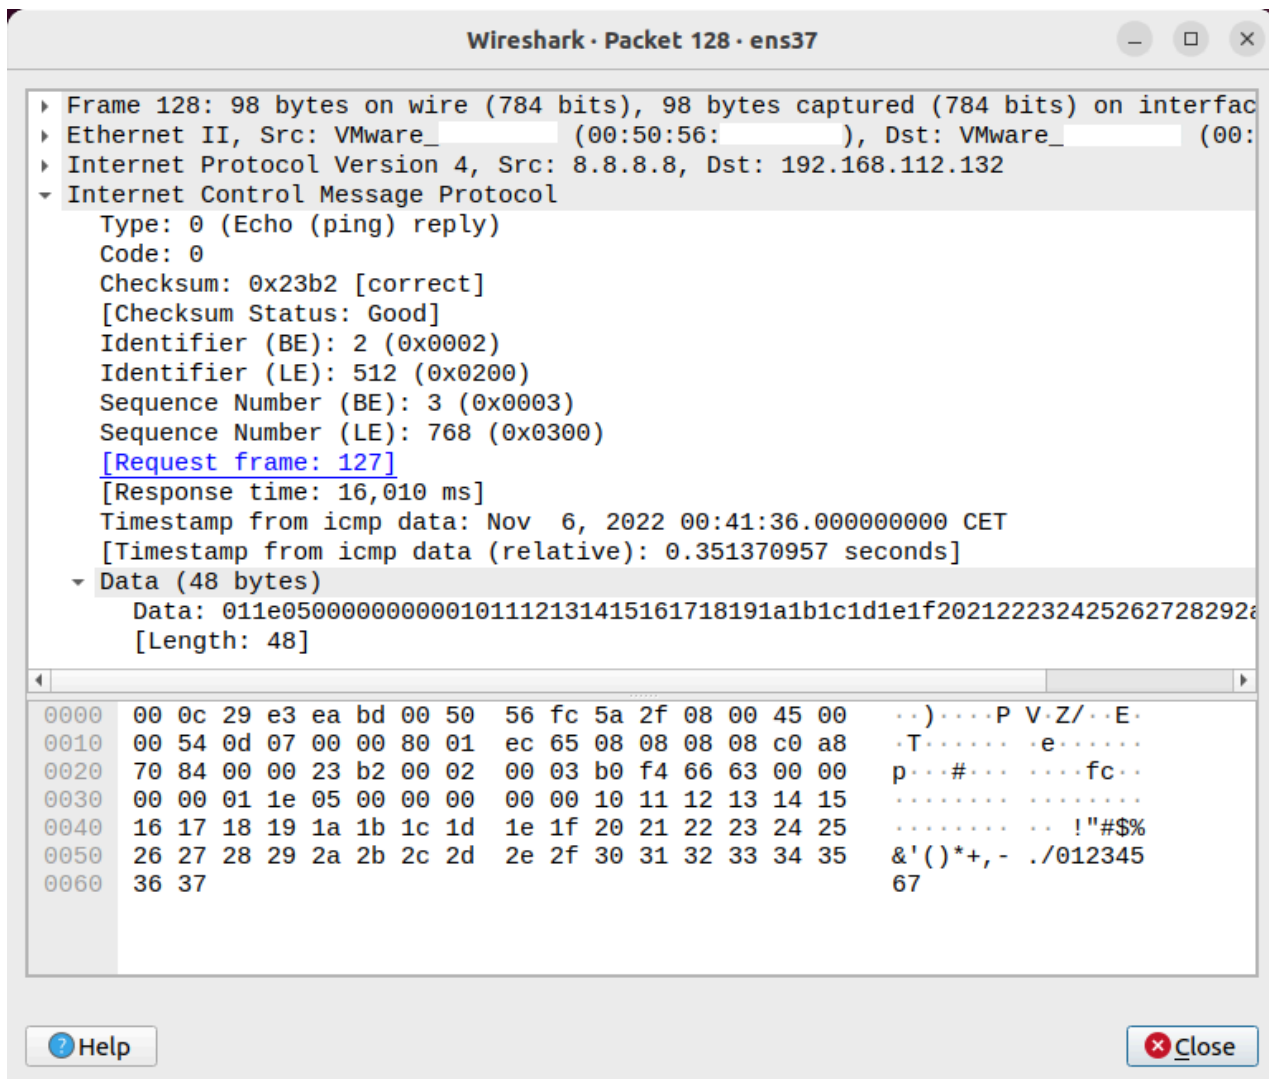 Wireshark · Packet 128 · ens37
Frame 128: 98 bytes on wire (784 bits), 98 bytes captured (784 bits) on interfac
Ethernet II, Src: VMware_ (00:50:56: ), Dst: VMware_ (00:
Internet Protocol Version 4, Src: 8.8.8.8, Dst: 192.168.112.132
Internet Control Message Protocol
Type: 0 (Echo (ping) reply)
Code: 0
Checksum: 0x23b2 [correct]
[Checksum Status: Good]
Identifier (BE): 2 (0x0002)
Identifier (LE): 512 (0x0200)
Sequence Number (BE): 3 (0x0003)
Sequence Number (LE): 768 (0x0300)
[Request frame: 127]
[Response time: 16,010 ms]
Timestamp from icmp data: Nov  6, 2022 00:41:36.000000000 CET
[Timestamp from icmp data (relative): 0.351370957 seconds]
Data (48 bytes)
Data: 011e050000000000101112131415161718191a1b1c1d1e1f202122232425262728292a
[Length: 48]
0000 00 0c 29 e3 ea bd 00 50 56 fc 5a 2f 08 00 45 00 ··)····P V·Z/··E·
0010 00 54 0d 07 00 00 80 01 ec 65 08 08 08 08 c0 a8 ·T······ ·e······
0020 70 84 00 00 23 b2 00 02 00 03 b0 f4 66 63 00 00 p···#··· ····fc··
0030 00 00 01 1e 05 00 00 00 00 00 10 11 12 13 14 15 ········ ········
0040 16 17 18 19 1a 1b 1c 1d 1e 1f 20 21 22 23 24 25 ········ ·· !"#$%
0050 26 27 28 29 2a 2b 2c 2d 2e 2f 30 31 32 33 34 35 &'()*+,- ./012345
0060 36 37 67
Help
Close